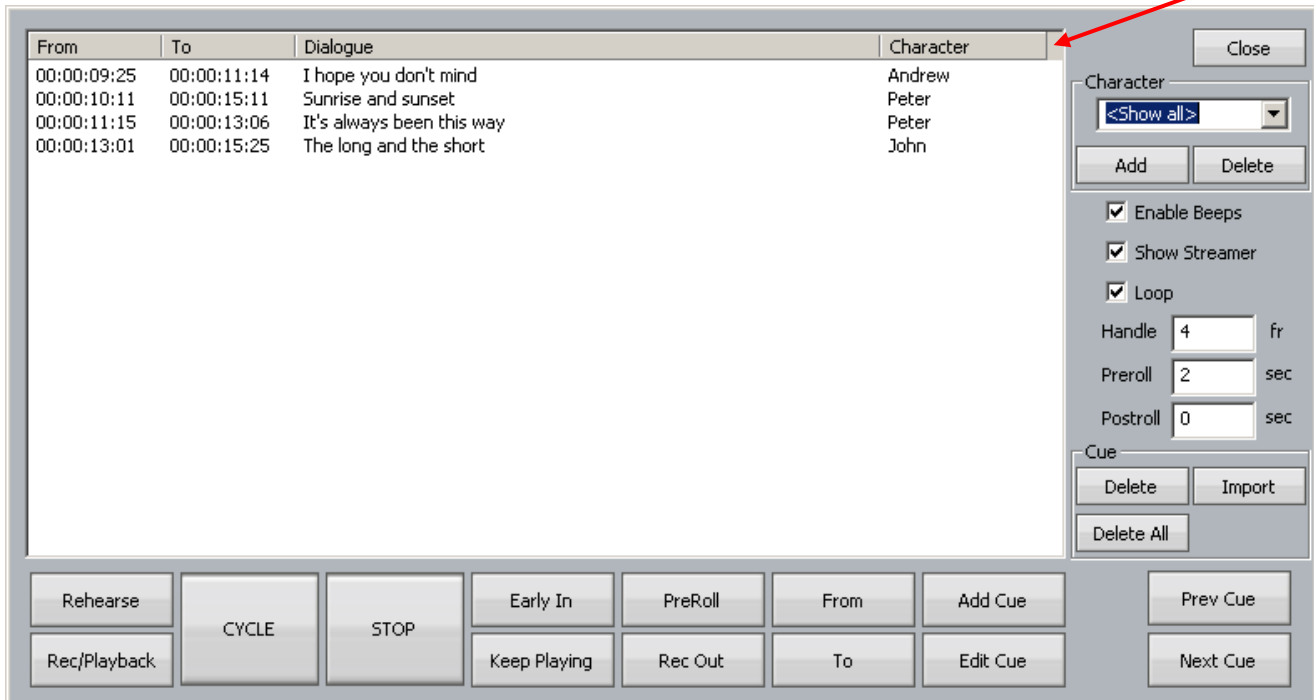 From To Dialogue Character
00:00:09:25 00:00:11:14 I hope you don't mind Andrew
00:00:10:11 00:00:15:11 Sunrise and sunset Peter
00:00:11:15 00:00:13:06 It's always been this way Peter
00:00:13:01 00:00:15:25 The long and the short John
Close
Character
<Show all>
Add Delete
Enable Beeps
Show Streamer
Loop
Handle 4 fr
Preroll 2 sec
Postroll 0 sec
Cue
Delete Import
Delete All
Rehearse CYCLE STOP Early In PreRoll From Add Cue Prev Cue
Rec/Playback Keep Playing Rec Out To Edit Cue Next Cue